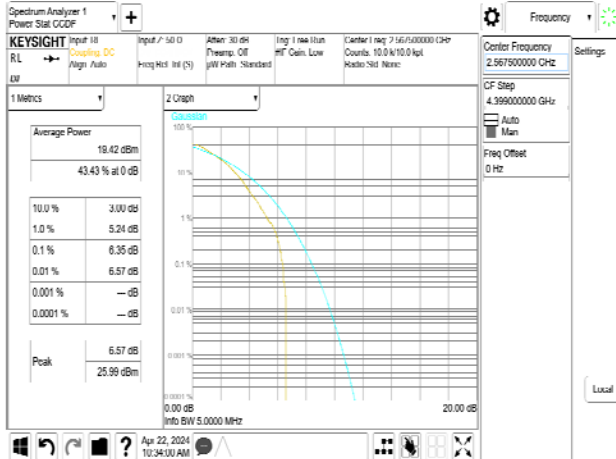 Spectrum Analyzer 1
Power Stat CCDF
Frequency
KEYSIGHT
RL
Input: RF
Coupling: DC
Align: Auto
Input Z: 50 Ω
Freq Ref: Int (S)
Atten: 30 dB
Preamp: Off
µW Path: Standard
Trig: Free Run
#IF Gain: Low
Center Freq: 2.567500000 GHz
Counts: 10.0 k/10.0 kpt
Radio Std: None
Center Frequency
2.567500000 GHz
Settings
CF Step
4.399000000 GHz
Auto
Man
Freq Offset
0 Hz
1 Metrics
2 Graph
Gaussian
Average Power
19.42 dBm
43.43 % at 0 dB
10.0 % 3.00 dB
1.0 % 5.24 dB
0.1 % 6.35 dB
0.01 % 6.57 dB
0.001 % --- dB
0.0001 % --- dB
Peak 6.57 dB
25.99 dBm
100 %
10 %
1 %
0.1 %
0.01 %
0.001 %
0.0001 %
0.00 dB
20.00 dB
Info BW 5.0000 MHz
Local
Apr 22, 2024
10:34:00 AM